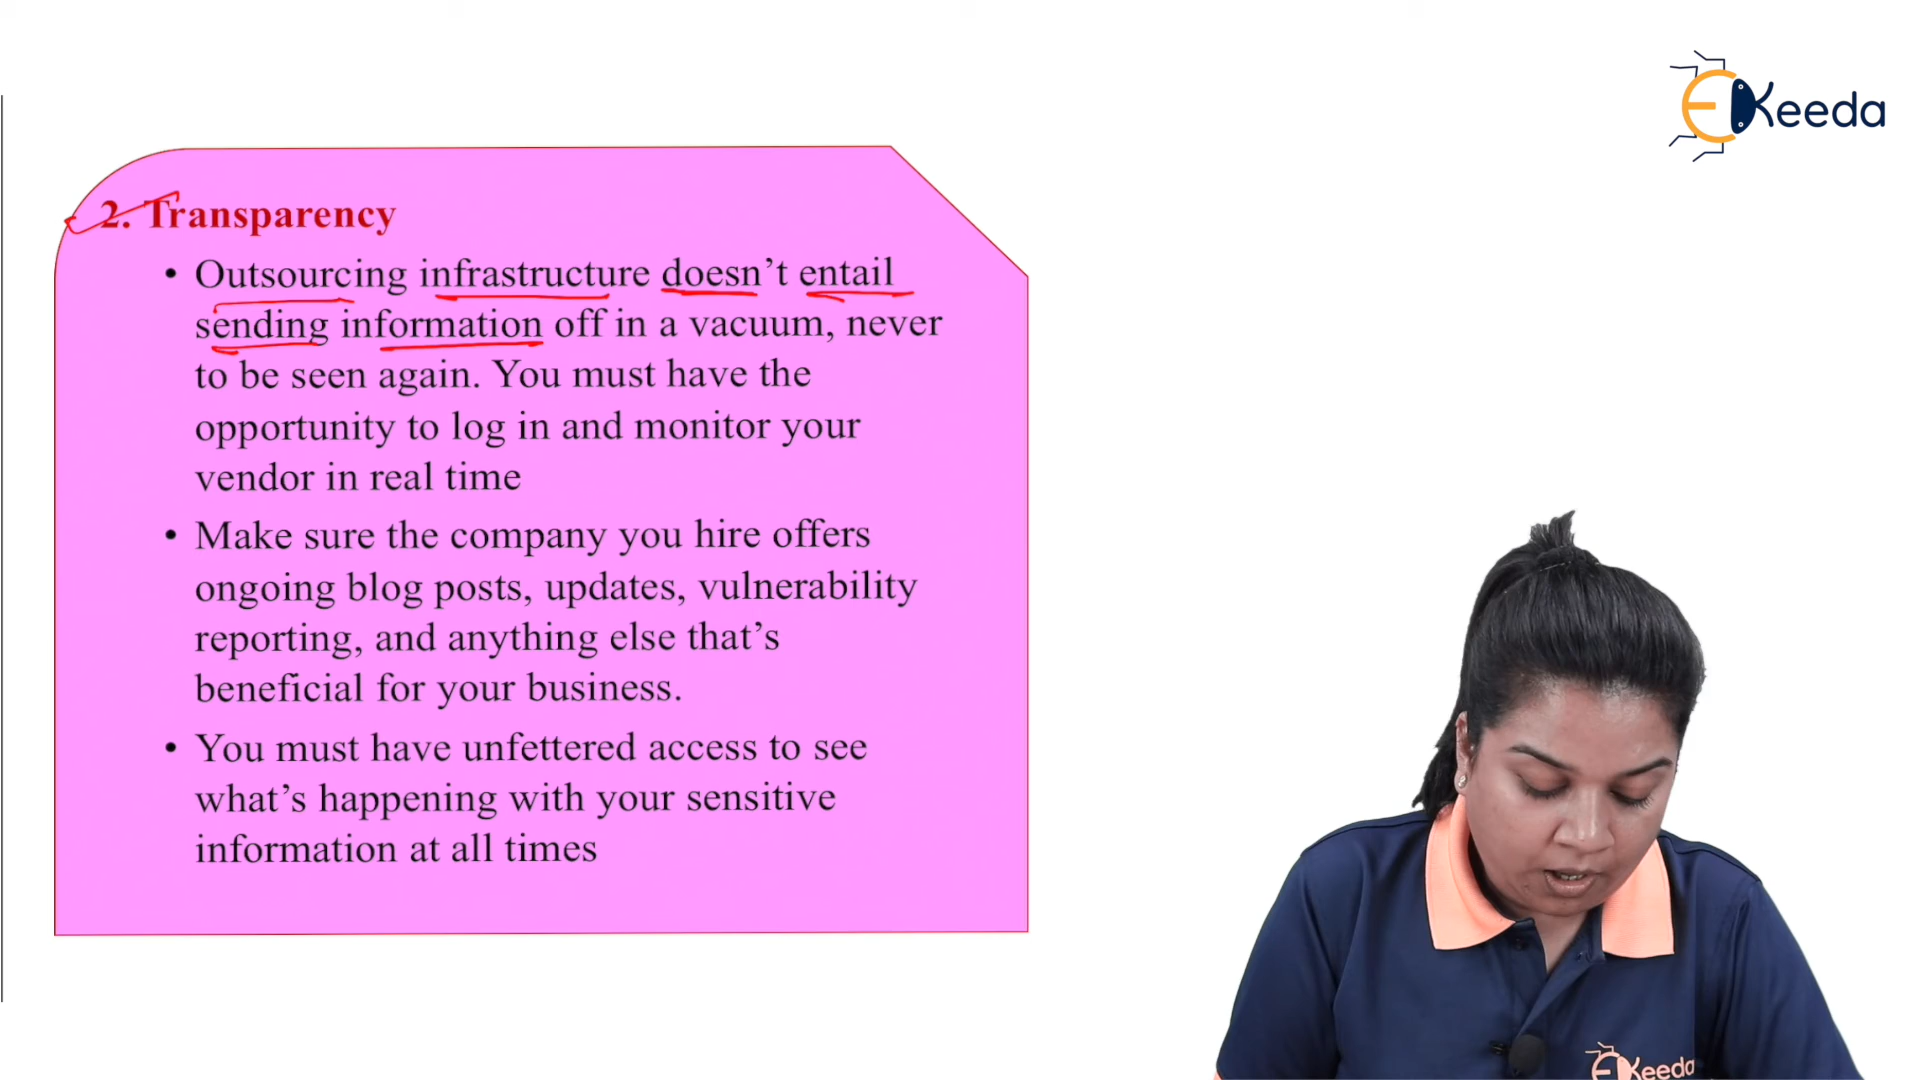 EKeeda
2. Transparency
• Outsourcing infrastructure doesn’t entail
sending information off in a vacuum, never
to be seen again. You must have the
opportunity to log in and monitor your
vendor in real time
• Make sure the company you hire offers
ongoing blog posts, updates, vulnerability
reporting, and anything else that’s
beneficial for your business.
• You must have unfettered access to see
what’s happening with your sensitive
information at all times
EKeeda